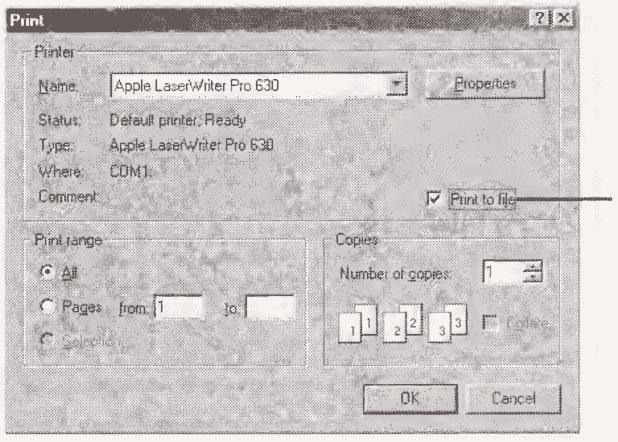 Print
Printer
Name: Apple LaserWriter Pro 630 Properties
Status: Default printer; Ready
Type: Apple LaserWriter Pro 630
Where: COM1:
Comment: Print to file
Print range Copies
All Number of copies: 1
Pages from: 1 to:
1 1 2 2 3 3 Collate
Selection
OK Cancel